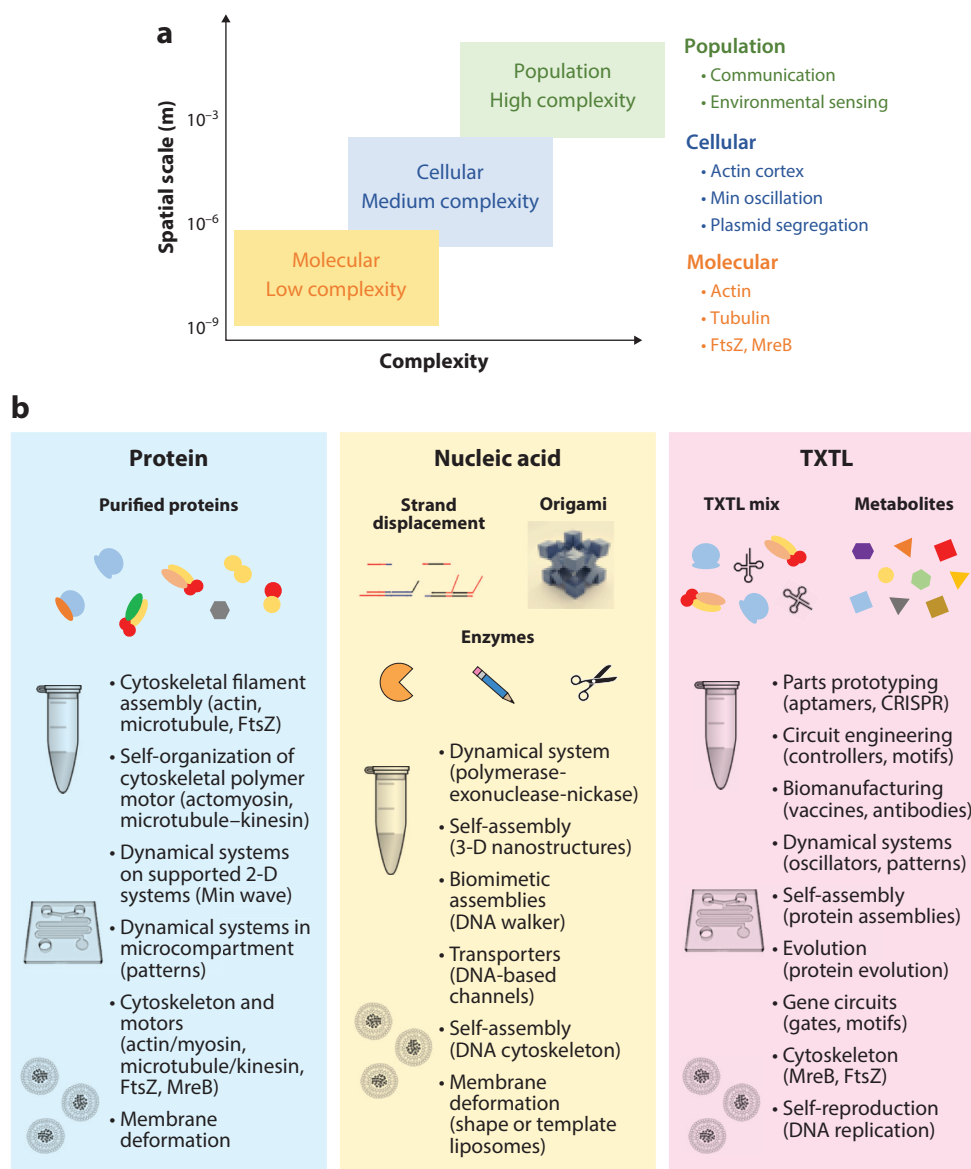 a
Spatial scale (m)
10⁻³
10⁻⁶
10⁻⁹
Population
High complexity
Cellular
Medium complexity
Molecular
Low complexity
Complexity
Population
• Communication
• Environmental sensing
Cellular
• Actin cortex
• Min oscillation
• Plasmid segregation
Molecular
• Actin
• Tubulin
• FtsZ, MreB
b
Protein
Purified proteins
• Cytoskeletal filament
assembly (actin,
microtubule, FtsZ)
• Self-organization of
cytoskeletal polymer
motor (actomyosin,
microtubule–kinesin)
• Dynamical systems
on supported 2-D
systems (Min wave)
• Dynamical systems in
microcompartment
(patterns)
• Cytoskeleton and
motors
(actin/myosin,
microtubule/kinesin,
FtsZ, MreB)
• Membrane
deformation
Nucleic acid
Strand
displacement
Origami
Enzymes
• Dynamical system
(polymerase-
exonuclease-nickase)
• Self-assembly
(3-D nanostructures)
• Biomimetic
assemblies
(DNA walker)
• Transporters
(DNA-based
channels)
• Self-assembly
(DNA cytoskeleton)
• Membrane
deformation
(shape or template
liposomes)
TXTL
TXTL mix
Metabolites
• Parts prototyping
(aptamers, CRISPR)
• Circuit engineering
(controllers, motifs)
• Biomanufacturing
(vaccines, antibodies)
• Dynamical systems
(oscillators, patterns)
• Self-assembly
(protein assemblies)
• Evolution
(protein evolution)
• Gene circuits
(gates, motifs)
• Cytoskeleton
(MreB, FtsZ)
• Self-reproduction
(DNA replication)